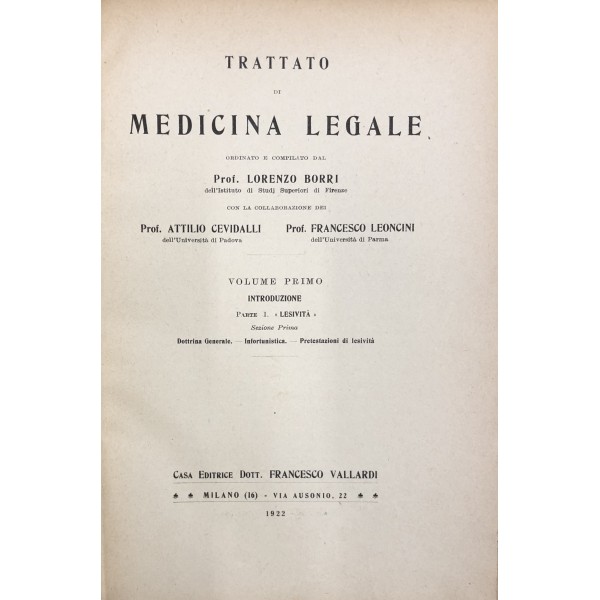 TRATTATO
DI
MEDICINA LEGALE
ORDINATO E COMPILATO DAL
Prof. LORENZO BORRI
dell'Istituto di Studj Superiori di Firenze
CON LA COLLABORAZIONE DEI
Prof. ATTILIO CEVIDALLI Prof. FRANCESCO LEONCINI
dell'Università di Padova dell'Università di Parma
VOLUME PRIMO
INTRODUZIONE
PARTE I. «LESIVITÀ»
Sezione Prima
Dottrina Generale. — Infortunistica. — Pretestazioni di lesività
CASA EDITRICE DOTT. FRANCESCO VALLARDI
MILANO (16) - VIA AUSONIO, 22
1922